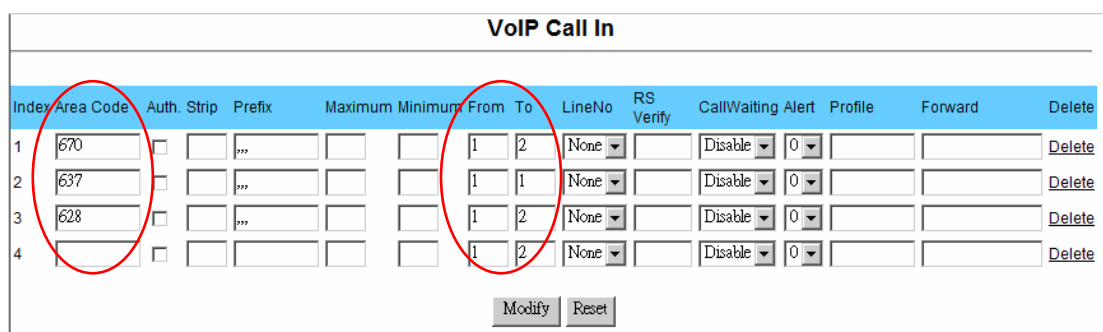 VoIP Call In
Index Area Code Auth. Strip Prefix Maximum Minimum From To LineNo RS Verify CallWaiting Alert Profile Forward Delete
1 670 ,,, 1 2 None Disable 0 Delete
2 637 ,,, 1 1 None Disable 0 Delete
3 628 ,,, 1 2 None Disable 0 Delete
4 1 2 None Disable 0 Delete
Modify Reset